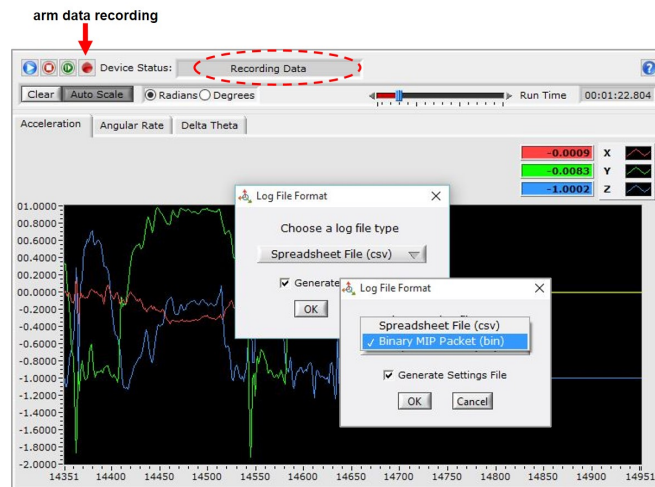 arm data recording
Device Status: Recording Data
?
Clear Auto Scale Radians Degrees Run Time 00:01:22.804
Acceleration Angular Rate Delta Theta
-0.0009 X
-0.0083 Y
-1.0002 Z
Log File Format
Choose a log file type
Spreadsheet File (csv)
Generate
OK
Log File Format
Spreadsheet File (csv)
✓ Binary MIP Packet (bin)
Generate Settings File
OK Cancel
01.0000
00.8000
00.6000
00.4000
00.2000
-0.2000
-0.4000
-0.6000
-0.8000
-1.0000
-1.2000
-1.4000
-1.6000
-1.8000
-2.0000
14351 14400 14450 14500 14550 14600 14650 14700 14750 14800 14850 14900 14951